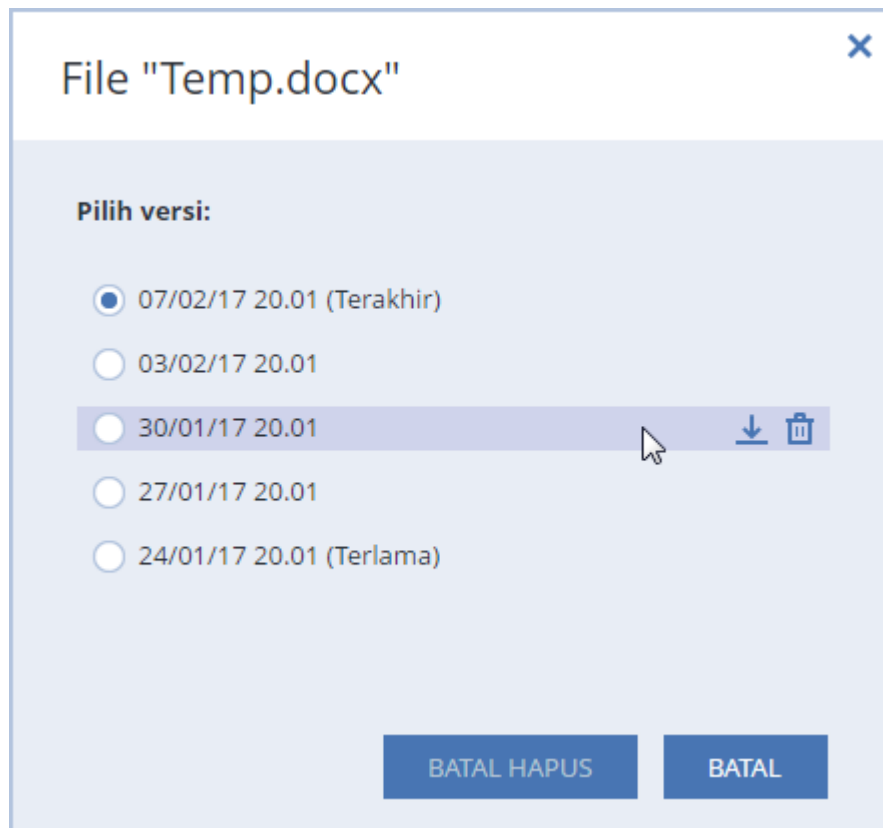 File "Temp.docx"
Pilih versi:
07/02/17 20.01 (Terakhir)
03/02/17 20.01
30/01/17 20.01
27/01/17 20.01
24/01/17 20.01 (Terlama)
BATAL HAPUS
BATAL